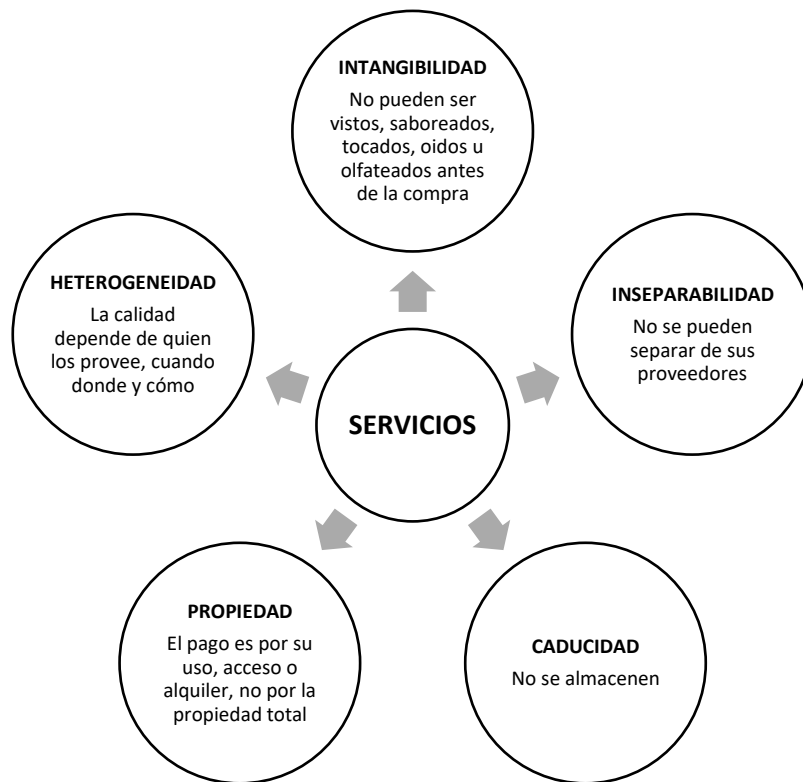 INTANGIBILIDAD
No pueden ser
vistos, saboreados,
tocados, oidos u
olfateados antes
de la compra
HETEROGENEIDAD
La calidad
depende de quien
los provee, cuando
donde y cómo
INSEPARABILIDAD
No se pueden
separar de sus
proveedores
SERVICIOS
PROPIEDAD
El pago es por su
uso, acceso o
alquiler, no por la
propiedad total
CADUCIDAD
No se almacenen